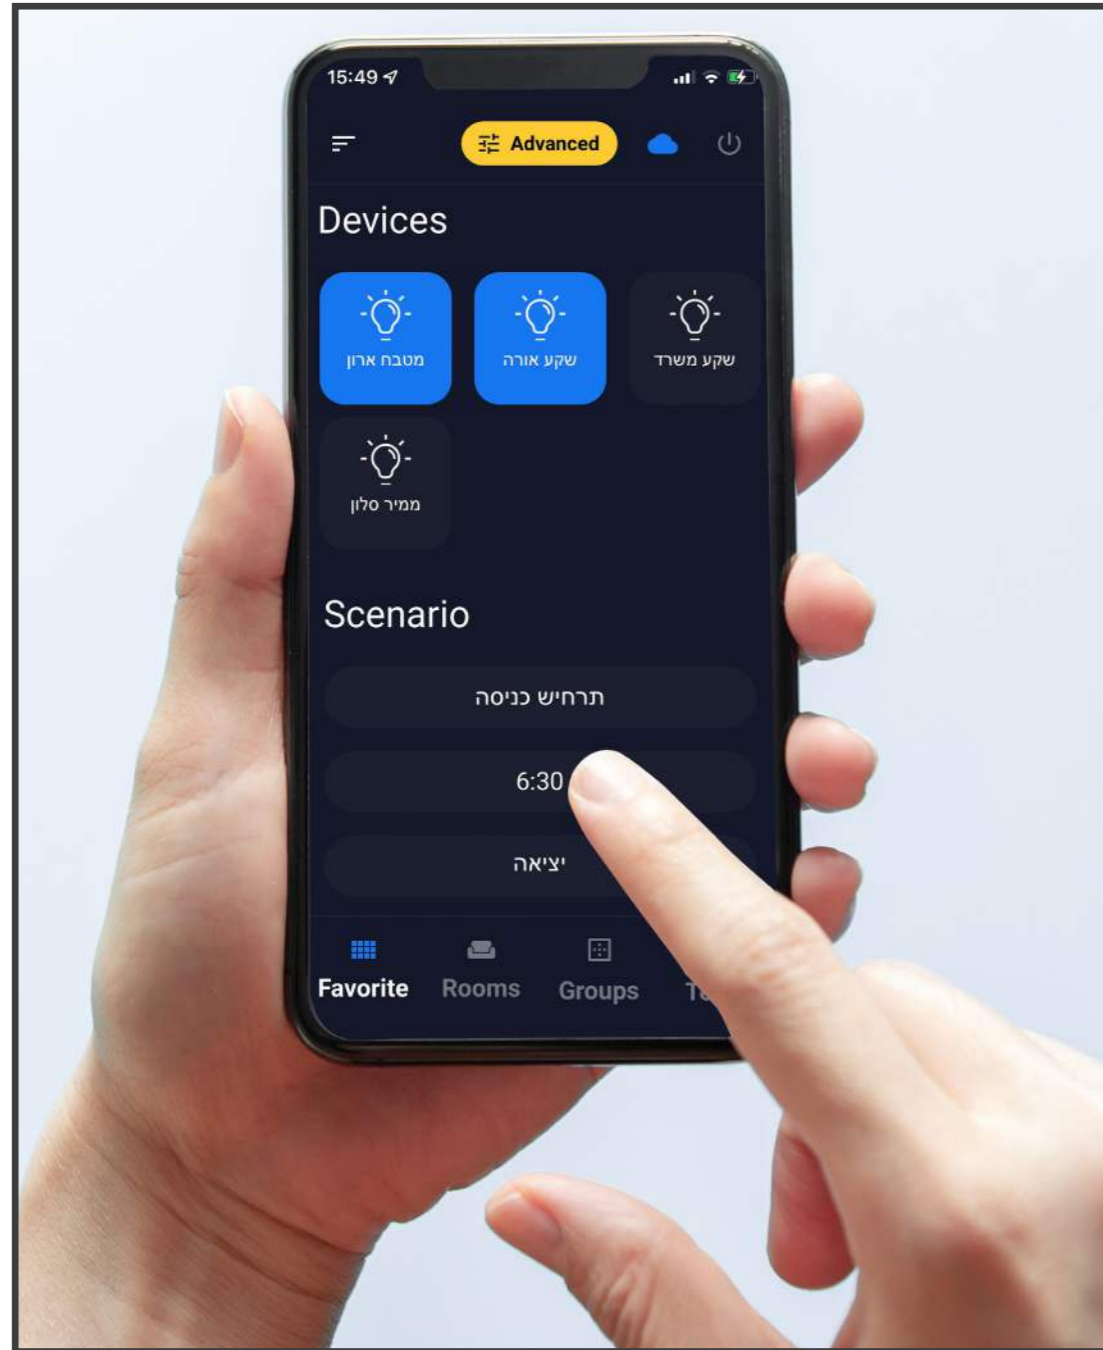 15:49
Advanced
Devices
מטבח ארון
שקע אורה
שקע משרד
ממיר סלון
Scenario
תרחיש כניסה
6:30
יציאה
Favorite
Rooms
Groups